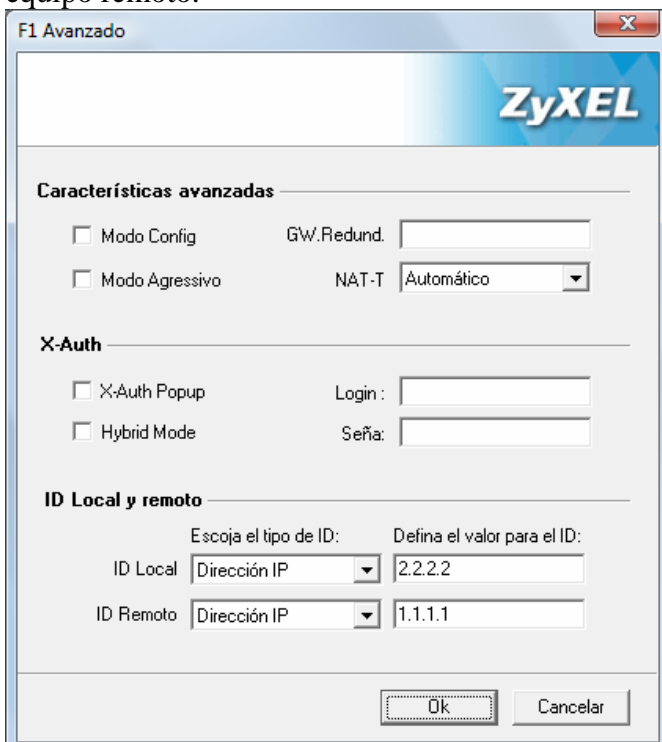 equipo remoto.
F1 Avanzado
ZyXEL
Características avanzadas
Modo Config GW.Redund.
Modo Agressivo NAT-T Automático
X-Auth
X-Auth Popup Login :
Hybrid Mode Seña:
ID Local y remoto
Escoja el tipo de ID: Defina el valor para el ID:
ID Local Dirección IP 2.2.2.2
ID Remoto Dirección IP 1.1.1.1
Ok Cancelar